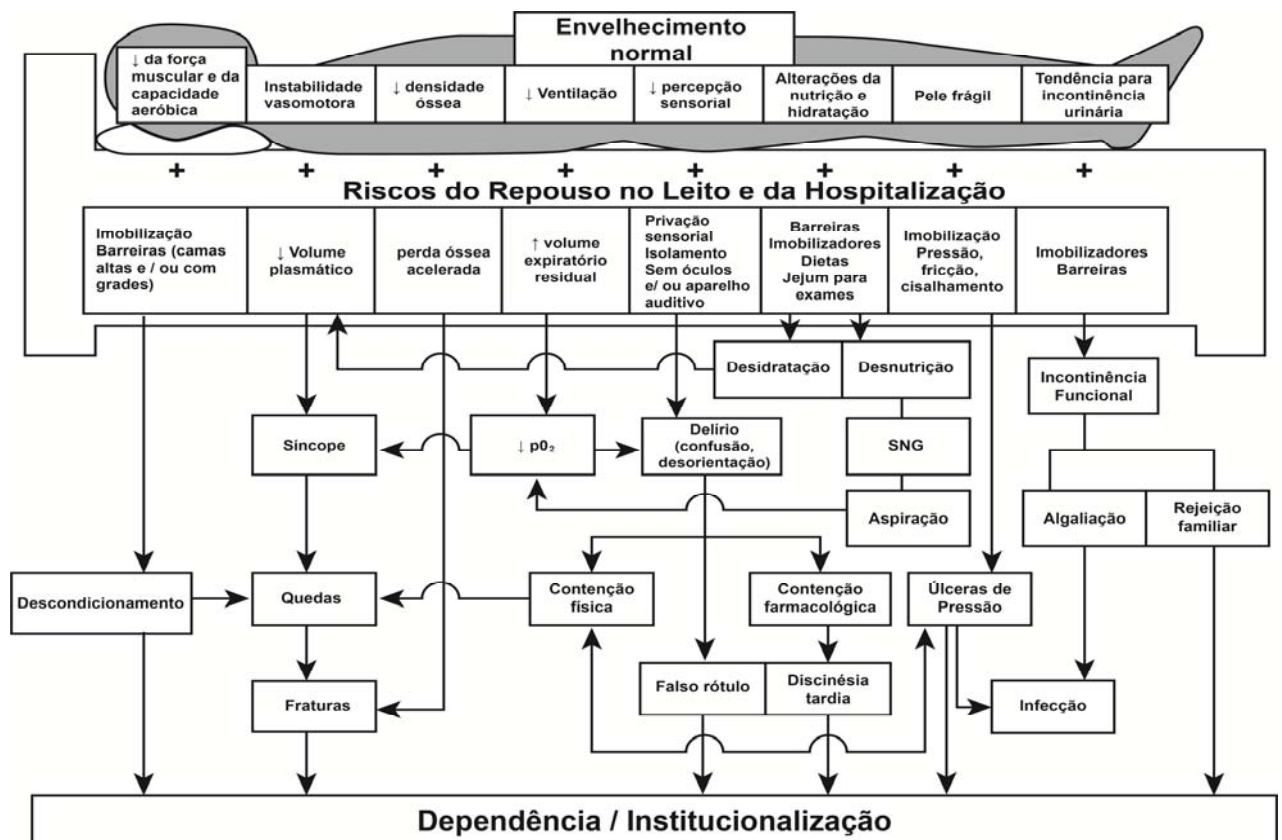 Envelhecimento
normal
↓ da força
muscular e da
capacidade
aeróbica
Instabilidade
vasomotora
↓ densidade
óssea
↓ Ventilação
↓ percepção
sensorial
Alterações da
nutrição e
hidratação
Pele frágil
Tendência para
incontinência
urinária
+ + + + + + + +
Riscos do Repouso no Leito e da Hospitalização
Imobilização
Barreiras (camas
altas e / ou com
grades)
↓ Volume
plasmático
perda óssea
acelerada
↑ volume
expiratório
residual
Privação
sensorial
Isolamento
Sem óculos
e/ ou aparelho
auditivo
Barreiras
Imobilizadores
Dietas
Jejum para
exames
Imobilização
Pressão,
fricção,
cisalhamento
Imobilizadores
Barreiras
Desidratação
Desnutrição
Incontinência
Funcional
Síncope
↓ p0₂
Delírio
(confusão,
desorientação)
SNG
Aspiração
Algaliação
Rejeição
familiar
Descondicionamento
Quedas
Contenção
física
Contenção
farmacológica
Úlceras de
Pressão
Fraturas
Falso rótulo
Discinésia
tardia
Infecção
Dependência / Institucionalização